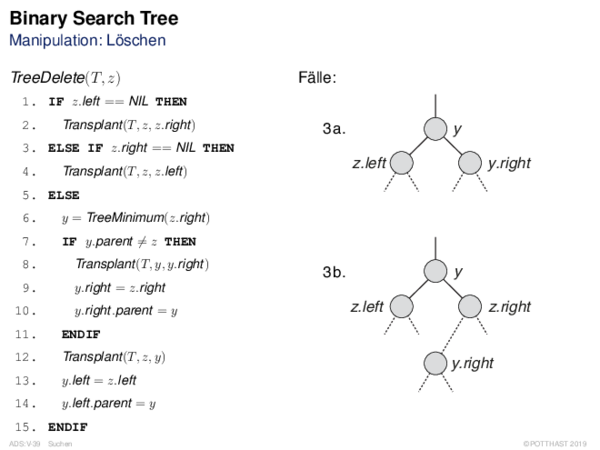 Binary Search Tree
Manipulation: Löschen
TreeDelete(T, z)
1. IF z.left == NIL THEN
2. Transplant(T, z, z.right)
3. ELSE IF z.right == NIL THEN
4. Transplant(T, z, z.left)
5. ELSE
6. y = TreeMinimum(z.right)
7. IF y.parent ≠ z THEN
8. Transplant(T, y, y.right)
9. y.right = z.right
10. y.right.parent = y
11. ENDIF
12. Transplant(T, z, y)
13. y.left = z.left
14. y.left.parent = y
15. ENDIF
Fälle:
3a.
y
z.left
y.right
3b.
y
z.left
z.right
y.right
ADS:V-39 Suchen
©POTTHAST 2019